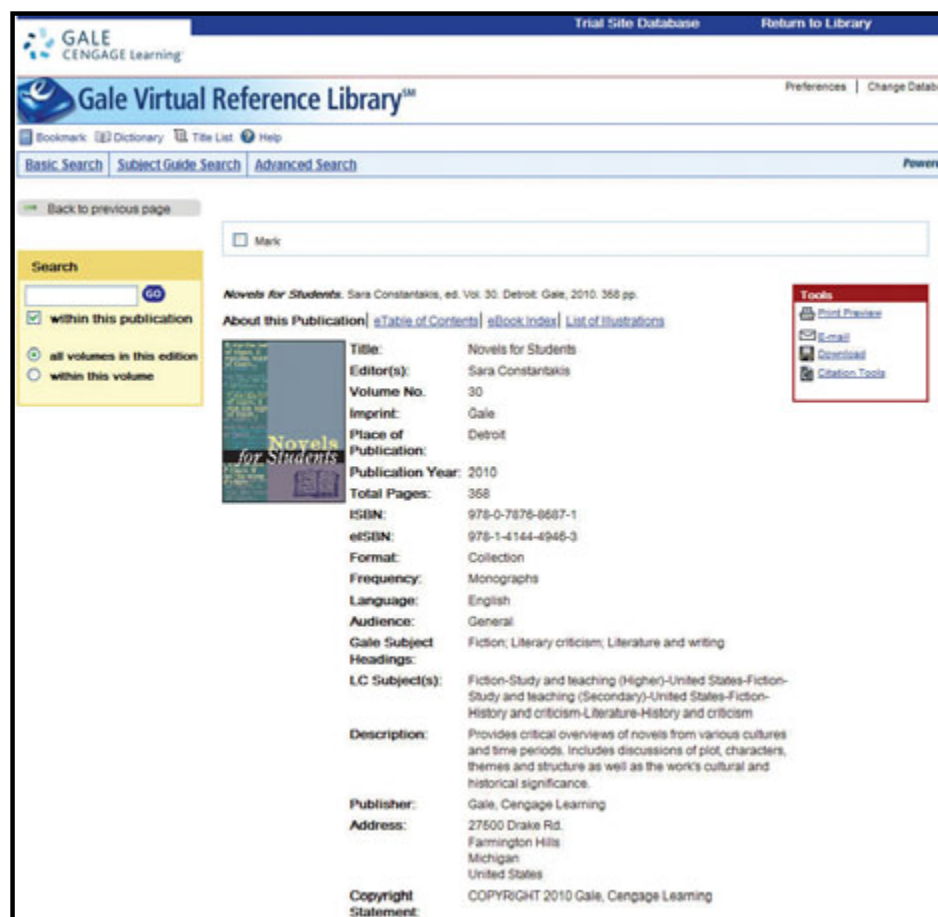 Trial Site Database Return to Library
GALE
CENGAGE Learning
Gale Virtual Reference Library℠
Preferences | Change Datab
Bookmark Dictionary Title List Help
Basic Search | Subject Guide Search | Advanced Search
Power
Back to previous page
Mark
Search
GO
within this publication
all volumes in this edition
within this volume
Novels for Students. Sara Constantakis, ed. Vol. 30. Detroit: Gale, 2010. 368 pp.
About this Publication| eTable of Contents| eBook Index| List of Illustrations
Tools
Print Preview
E-mail
Download
Citation Tools
Novels
for Students
Title: Novels for Students
Editor(s): Sara Constantakis
Volume No. 30
Imprint: Gale
Place of Detroit
Publication:
Publication Year: 2010
Total Pages: 368
ISBN: 978-0-7876-8687-1
eISBN: 978-1-4144-4946-3
Format: Collection
Frequency: Monographs
Language: English
Audience: General
Gale Subject Fiction; Literary criticism; Literature and writing
Headings:
LC Subject(s): Fiction-Study and teaching (Higher)-United States-Fiction-
Study and teaching (Secondary)-United States-Fiction-
History and criticism-Literature-History and criticism
Description: Provides critical overviews of novels from various cultures
and time periods. Includes discussions of plot, characters,
themes and structure as well as the work's cultural and
historical significance.
Publisher: Gale, Cengage Learning
Address: 27500 Drake Rd.
Farmington Hills
Michigan
United States
Copyright COPYRIGHT 2010 Gale, Cengage Learning
Statement: